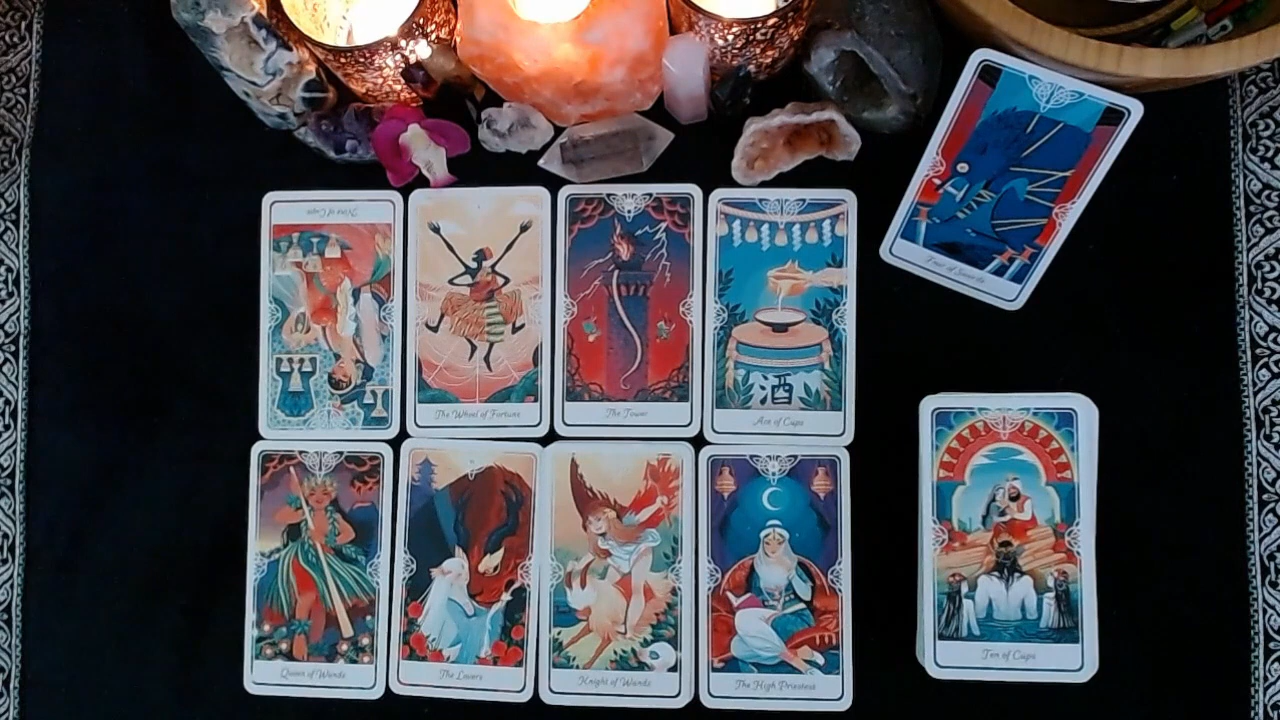 Nine of Cups
The Wheel of Fortune
The Tower
酒
Ace of Cups
Four of Swords
Queen of Wands
The Lovers
Knight of Wands
The High Priestess
Ten of Cups